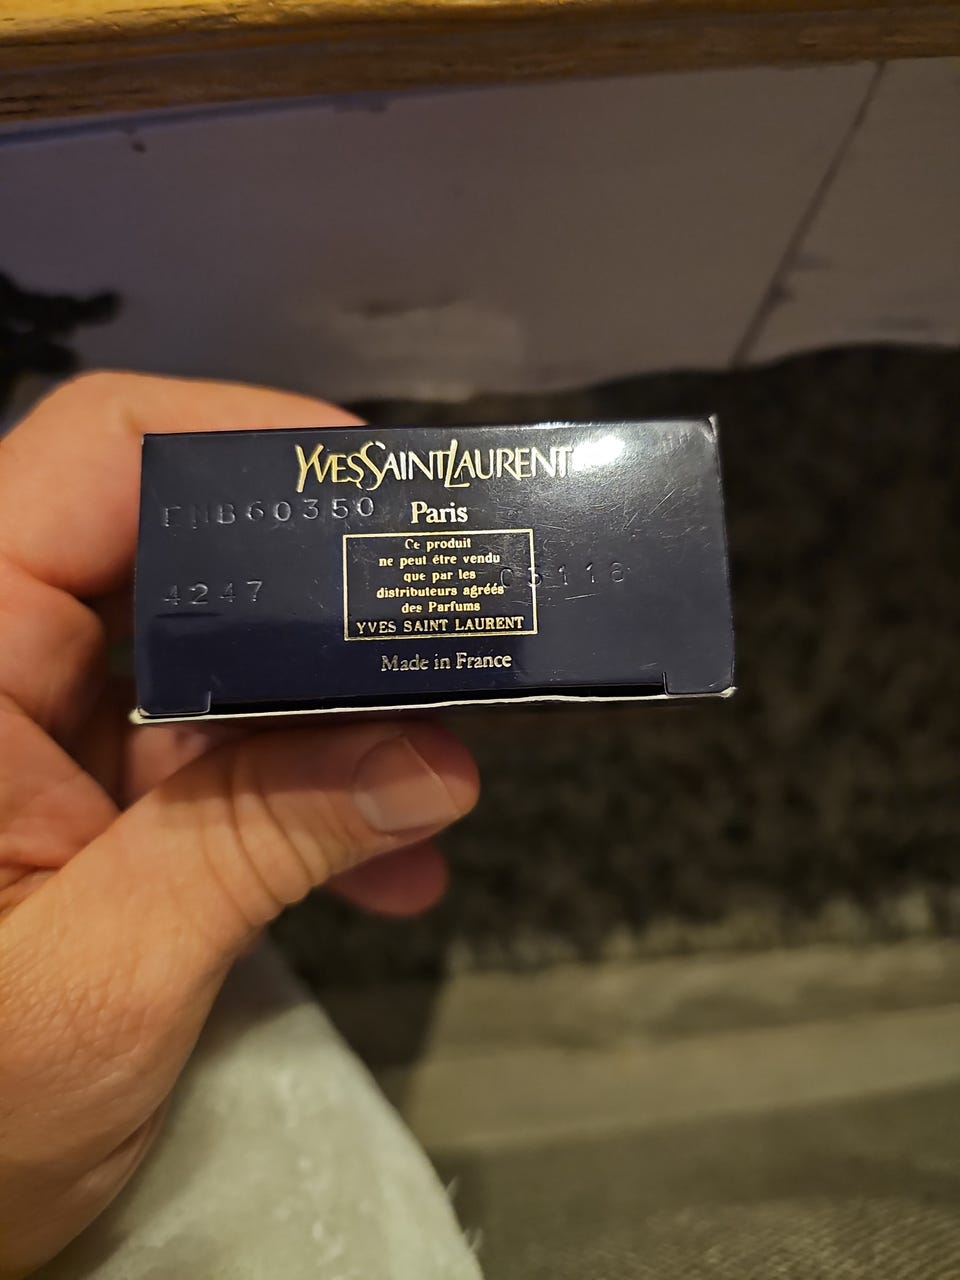 YVESSAINTLAURENT
B60350
Paris
Ce produit
ne peut être vendu
que par les
distributeurs agréés
des Parfums
YVES SAINT LAURENT
4247
Made in France